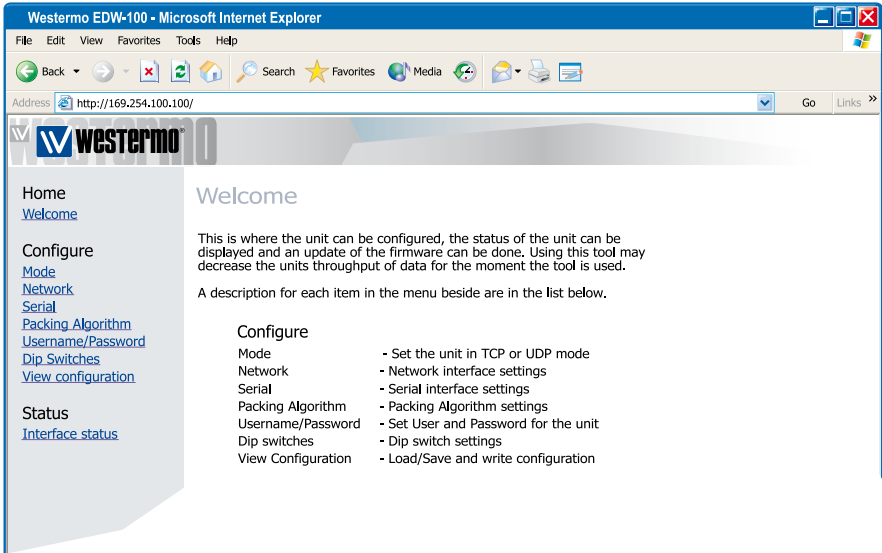 Westermo EDW-100 - Microsoft Internet Explorer
File Edit View Favorites Tools Help
Back Search Favorites Media
Address http://169.254.100.100/ Go Links »
westermo®
Home
Welcome
Configure
Mode
Network
Serial
Packing Algorithm
Username/Password
Dip Switches
View configuration
Status
Interface status
Welcome
This is where the unit can be configured, the status of the unit can be
displayed and an update of the firmware can be done. Using this tool may
decrease the units throughput of data for the moment the tool is used.
A description for each item in the menu beside are in the list below.
Configure
Mode - Set the unit in TCP or UDP mode
Network - Network interface settings
Serial - Serial interface settings
Packing Algorithm - Packing Algorithm settings
Username/Password - Set User and Password for the unit
Dip switches - Dip switch settings
View Configuration - Load/Save and write configuration